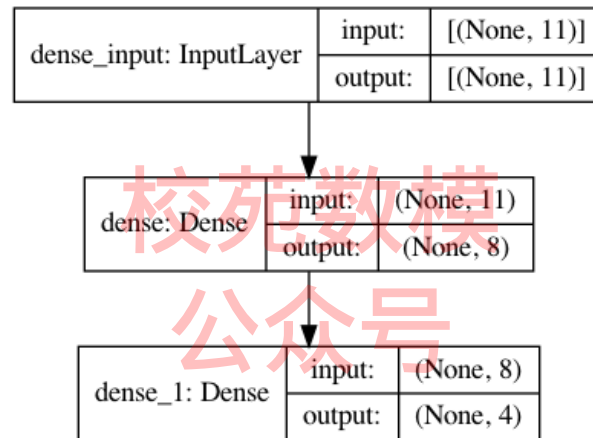 dense_input: InputLayer
input: [(None, 11)]
output: [(None, 11)]
dense: Dense
input: (None, 11)
output: (None, 8)
dense_1: Dense
input: (None, 8)
output: (None, 4)
校苑数模
公众号